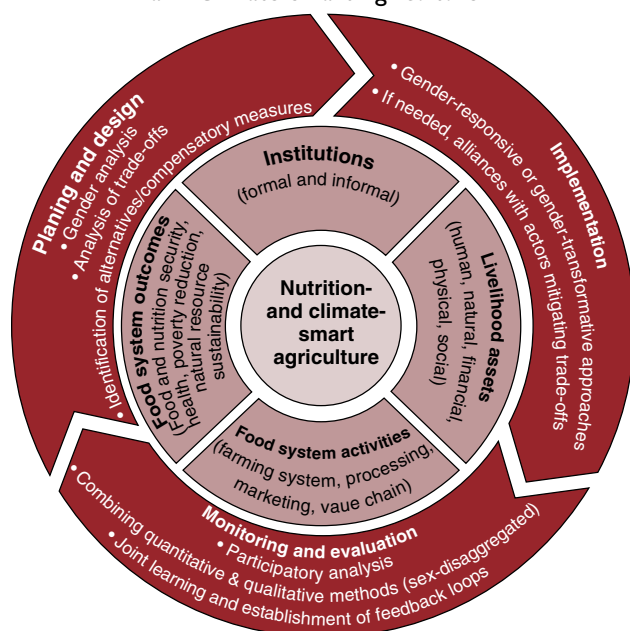 Planing and design
• Gender analysis
• Analysis of trade-offs
• Identification of alternatives/compensatory measures
Implementation
• Gender-responsive or gender-transformative approaches
• If needed, alliances with actors mitigating trade-offs
Monitoring and evaluation
• Participatory analysis
• Combining quantitative & qualitative methods (sex-disaggregated)
• Joint learning and establishment of feedback loops
Institutions
(formal and informal)
Livelihood assets
(human, natural, financial,
physical, social)
Food system activities
(farming system, processing,
marketing, vaue chain)
Food system outcomes
(Food and nutrition security,
health, poverty reduction,
natural resource
sustainability)
Nutrition-
and climate-
smart
agriculture